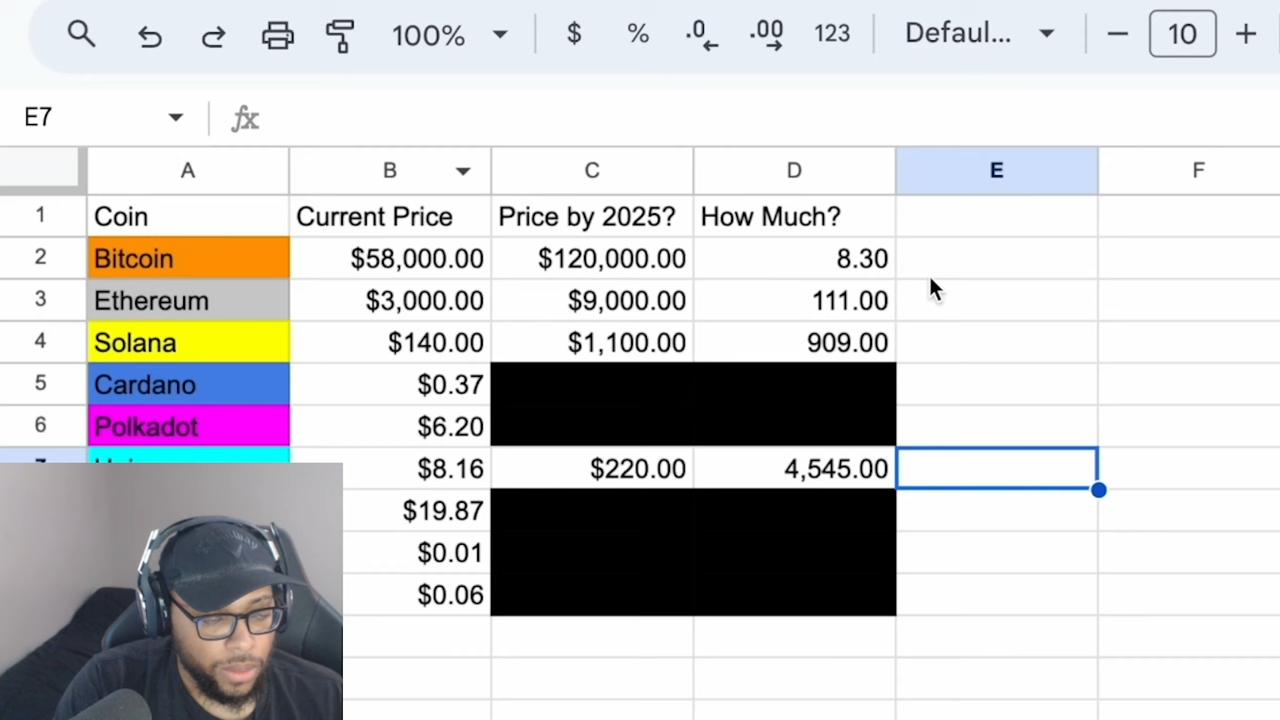 100% $ % .0 .00 123 Defaul... 10
E7 fx
A B C D E F
1 Coin Current Price Price by 2025? How Much?
2 Bitcoin $58,000.00 $120,000.00 8.30
3 Ethereum $3,000.00 $9,000.00 111.00
4 Solana $140.00 $1,100.00 909.00
5 Cardano $0.37
6 Polkadot $6.20
$8.16 $220.00 4,545.00
$19.87
$0.01
$0.06